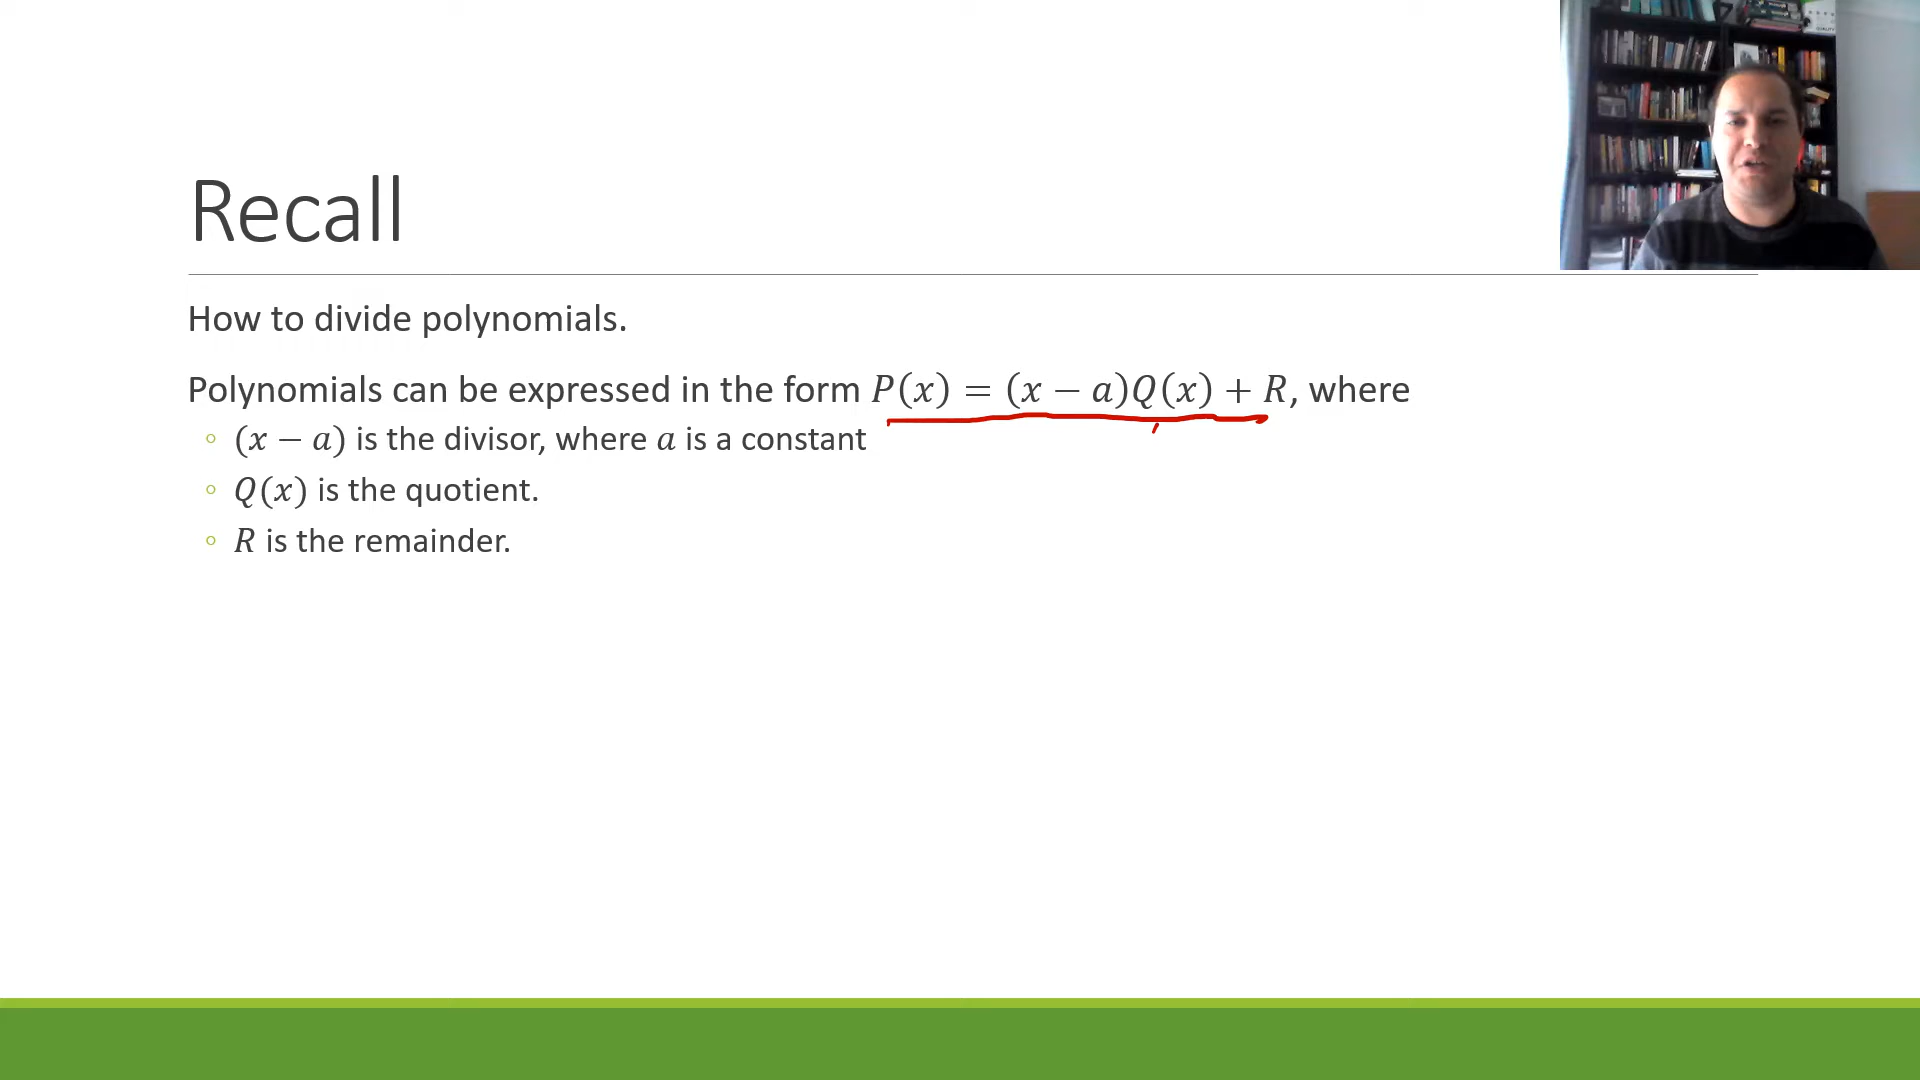 Recall
How to divide polynomials.
Polynomials can be expressed in the form P(x) = (x − a)Q(x) + R, where
◦ (x − a) is the divisor, where a is a constant
◦ Q(x) is the quotient.
◦ R is the remainder.